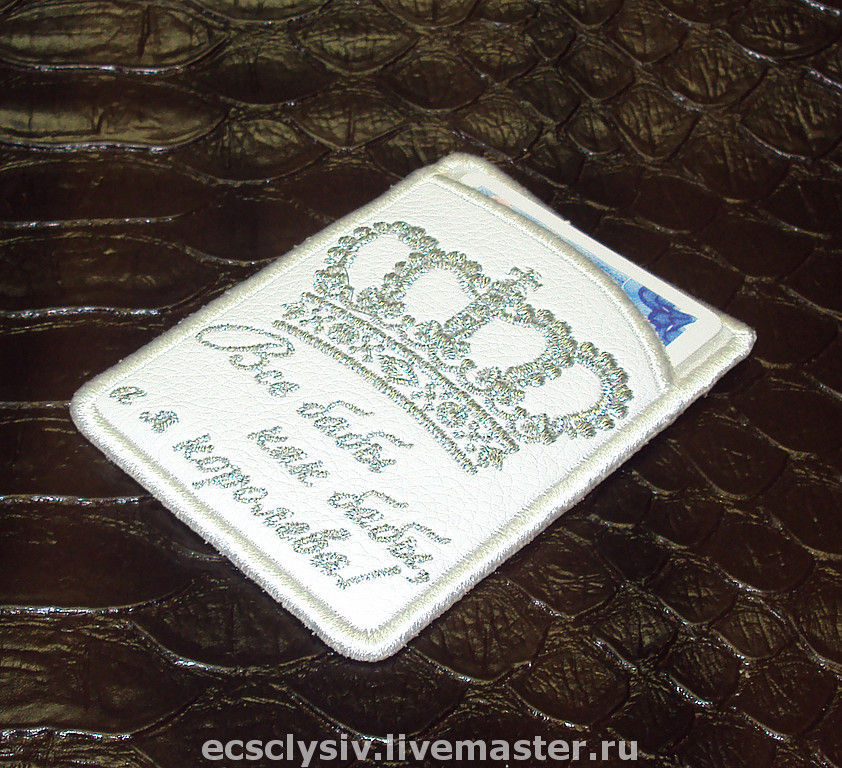 Все бабы
как бабы,
а я королева!
ecsclysiv.livemaster.ru